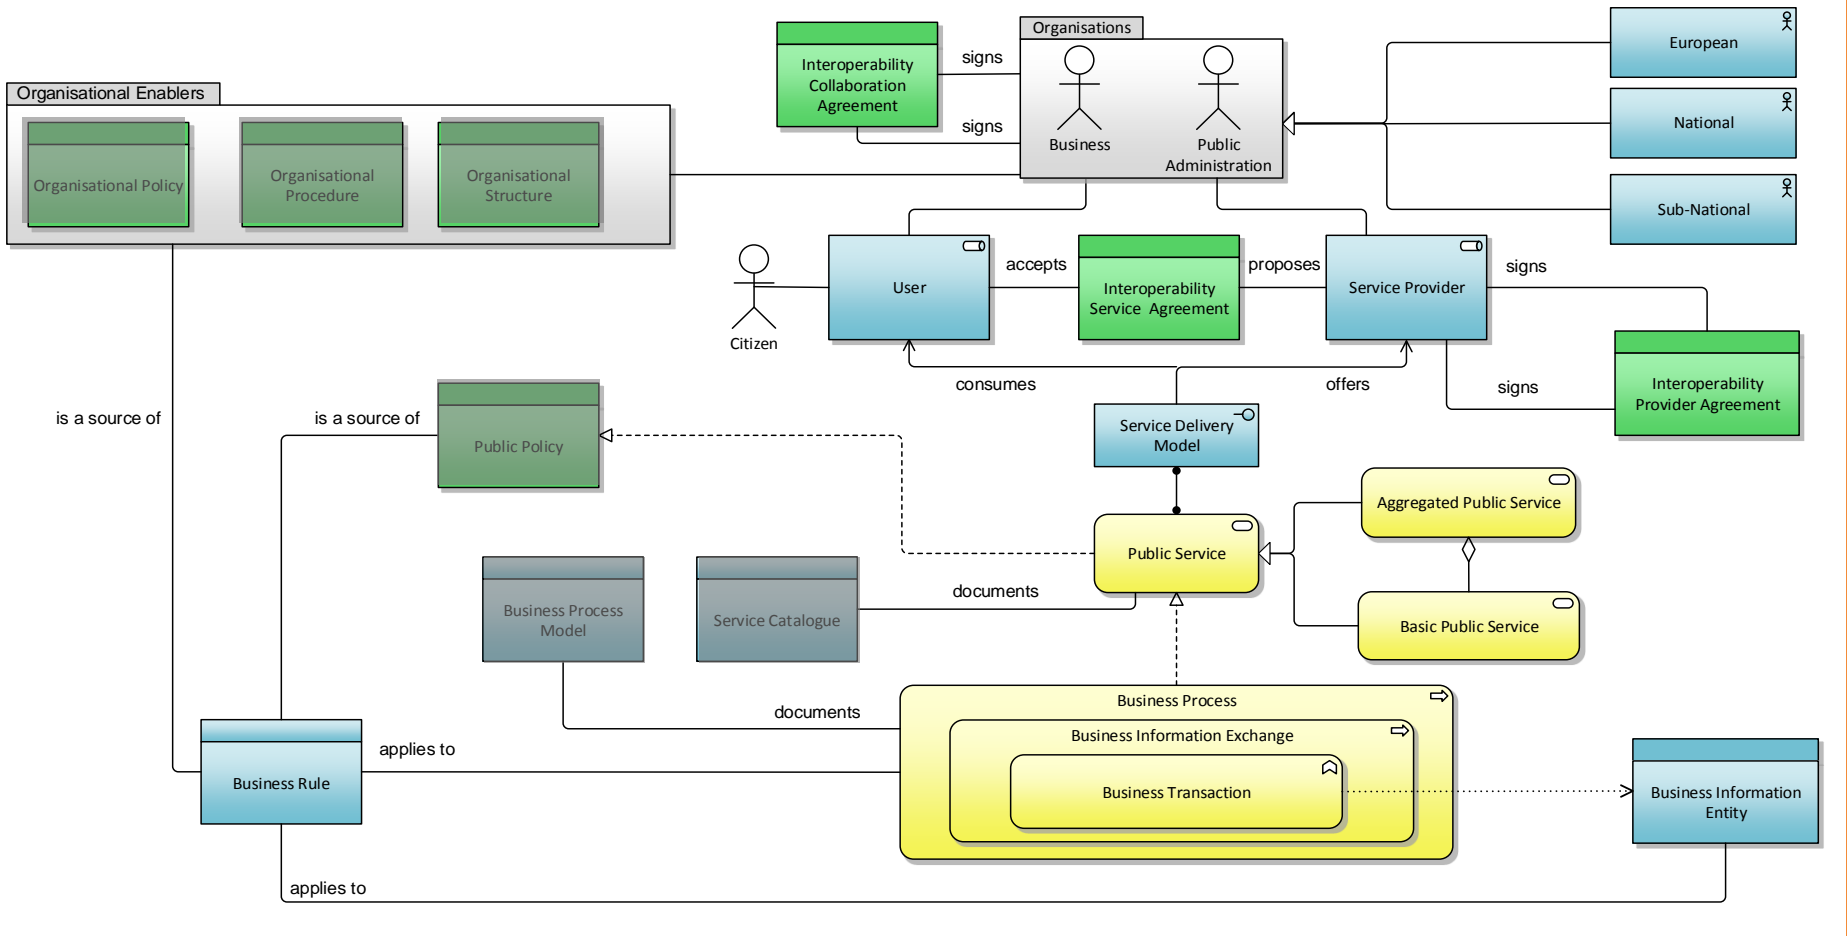 Organisations
European
Interoperability
Collaboration
Agreement
signs
signs
Business
Public
Administration
National
Sub-National
Organisational Enablers
Organisational Policy
Organisational
Procedure
Organisational
Structure
Citizen
User
accepts
Interoperability
Service  Agreement
proposes
Service Provider
signs
signs
Interoperability
Provider Agreement
consumes
offers
is a source of
is a source of
Public Policy
Service Delivery
Model
Public Service
Aggregated Public Service
Basic Public Service
Business Process
Model
Service Catalogue
documents
documents
Business Process
Business Information Exchange
Business Transaction
applies to
Business Rule
Business Information
Entity
applies to